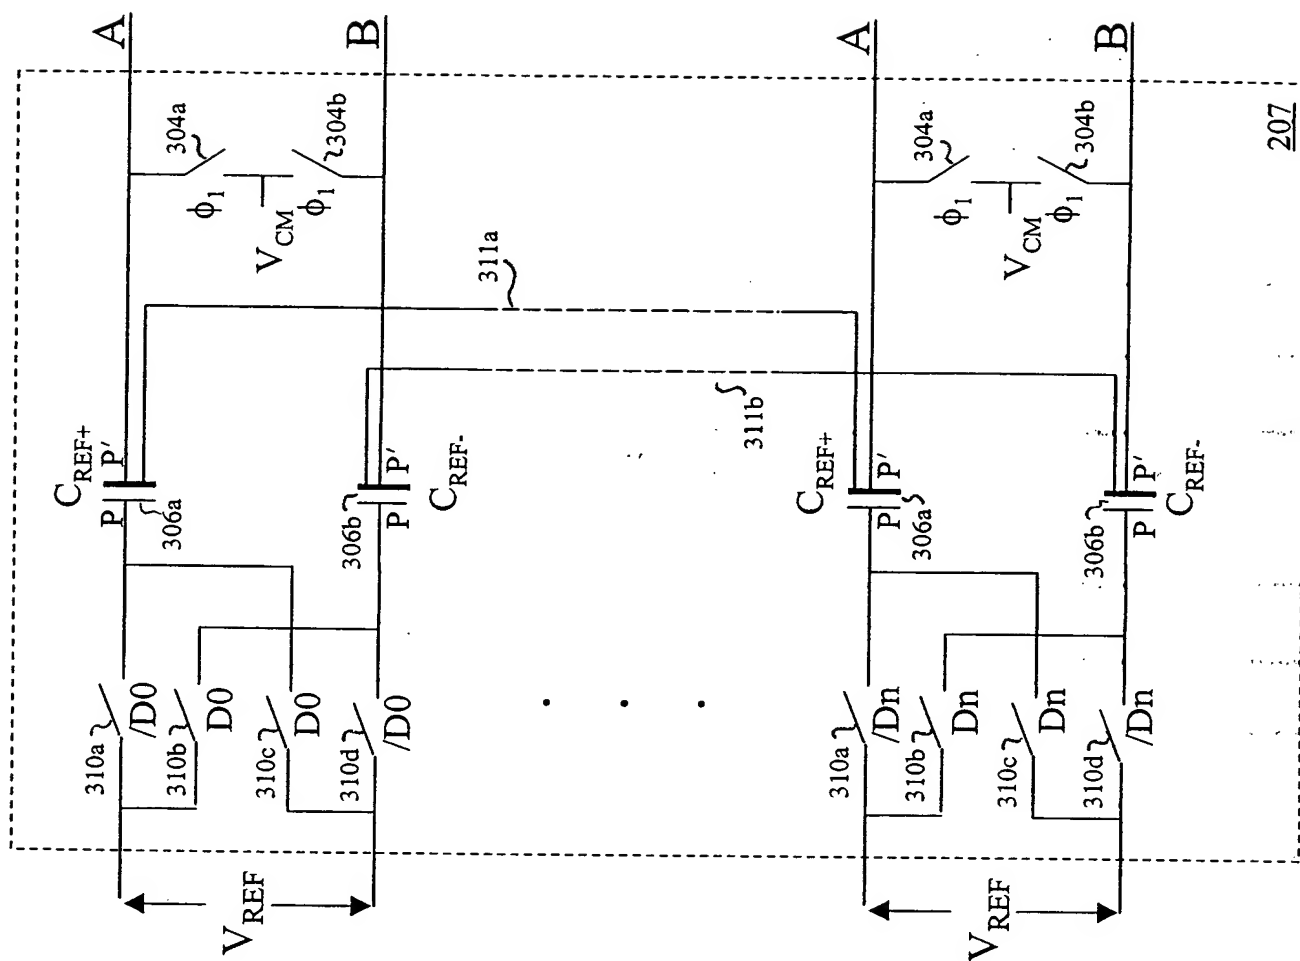 A
304a
ϕ1
VCM
ϕ1
304b
B
311a
CREF+
P P'
306a
306b
P P'
CREF-
311b
310a
/D0
310b
D0
310c
D0
310d
/D0
VREF
. . .
A
304a
ϕ1
VCM
ϕ1
304b
B
CREF+
P P'
306a
306b
P P'
CREF-
310a
/Dn
310b
Dn
310c
Dn
310d
/Dn
VREF
207